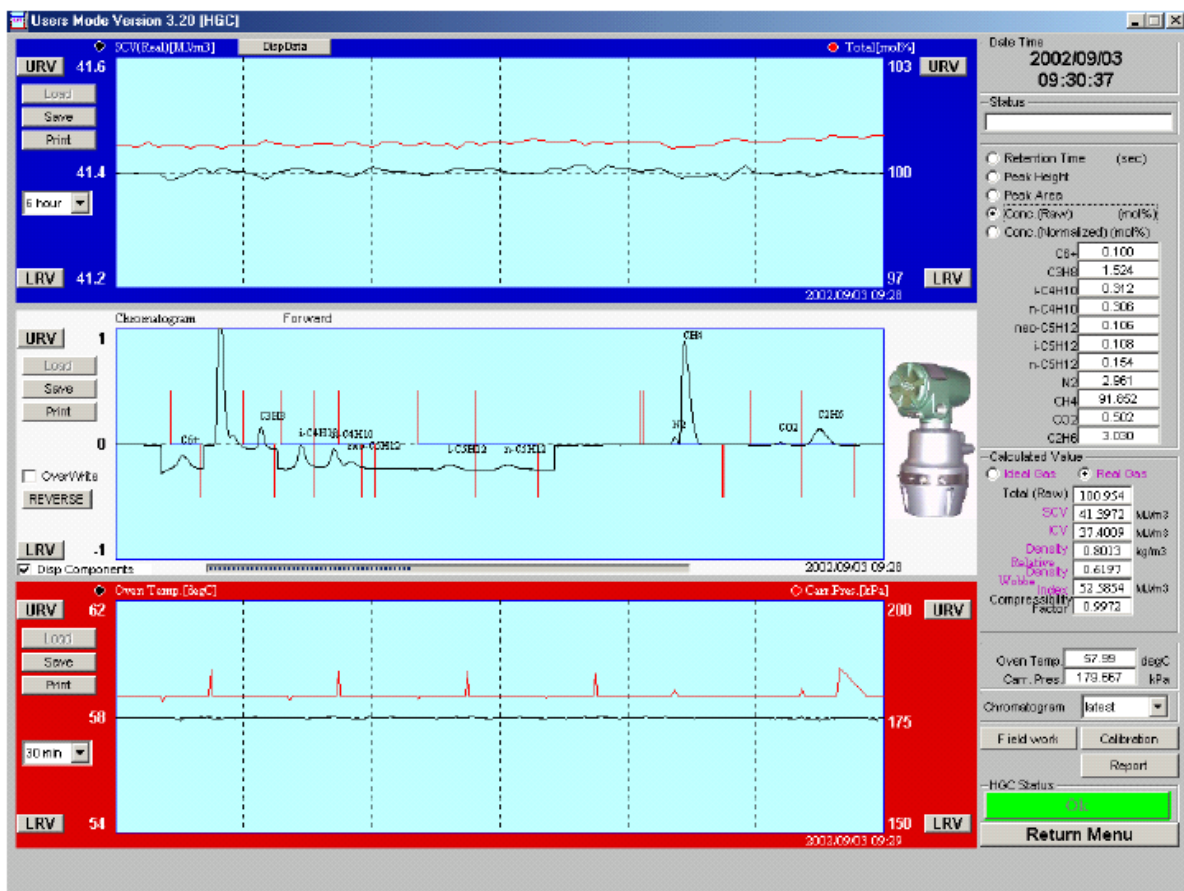 Users Mode Version 3.20 [HGC]
SCV(Real)[MJ/m3]
DispData
Total[mol%]
URV 41.6
103 URV
Load
Save
Print
41.4
100
6 hour
LRV 41.2
97 LRV
2002/09/03 09:28
Chromatogram
Forward
URV 1
Load
Save
Print
0
OverWrite
REVERSE
LRV -1
C6+
C3H8
i-C4H10
n-C4H10
neo-C5H12
i-C5H12
n-C5H12
N2
CH4
CO2
C2H6
Disp Components
2002/09/03 09:28
Oven Temp.[degC]
Carr.Pres.[kPa]
URV 62
200 URV
Load
Save
Print
58
175
30 min
LRV 54
150 LRV
2002/09/03 09:29
Date Time
2002/09/03
09:30:37
Status
Retention Time (sec)
Peak Height
Peak Area
Conc.(Raw) (mol%)
Conc.(Normalized) (mol%)
C6+ 0.100
C3H8 1.524
i-C4H10 0.312
n-C4H10 0.306
neo-C5H12 0.106
i-C5H12 0.108
n-C5H12 0.154
N2 2.961
CH4 91.852
CO2 0.502
C2H6 3.030
Calculated Value
Ideal Gas Real Gas
Total (Raw) 100.954
SCV 41.3972 MJ/m3
ICV 37.4009 MJ/m3
Density 0.8013 kg/m3
Relative Density 0.6197
Wobbe Index 52.5854 MJ/m3
Compressibility Factor 0.9972
Oven Temp. 57.99 degC
Carr. Pres. 179.667 kPa
Chromatogram latest
Field work
Calibration
Report
HGC Status
Ok
Return Menu